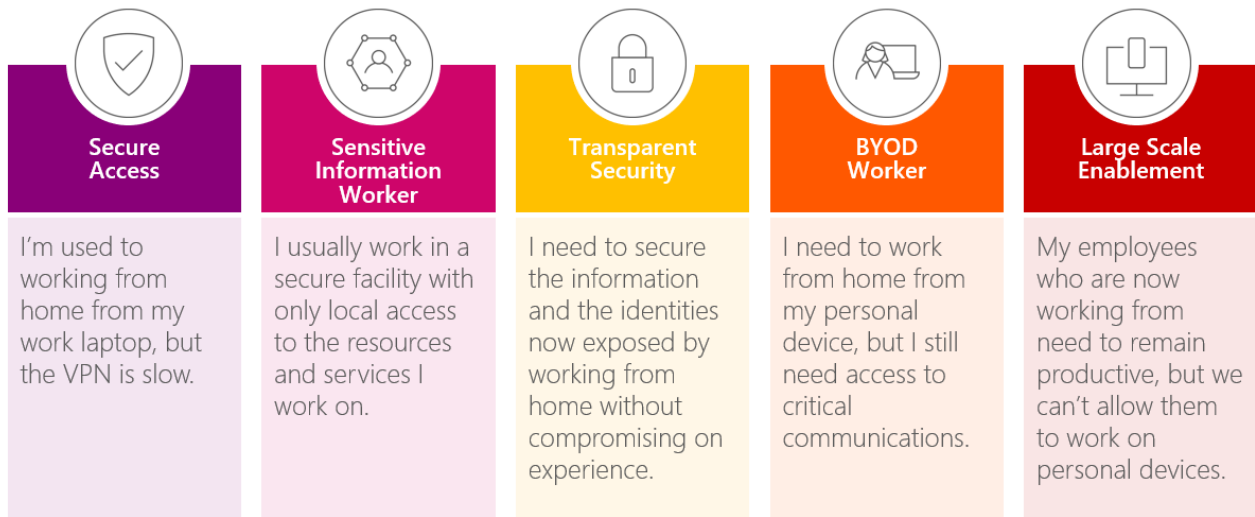 Secure
Access
I'm used to
working from
home from my
work laptop, but
the VPN is slow.
Sensitive
Information
Worker
I usually work in a
secure facility with
only local access
to the resources
and services I
work on.
Transparent
Security
I need to secure
the information
and the identities
now exposed by
working from
home without
compromising on
experience.
BYOD
Worker
I need to work
from home from
my personal
device, but I still
need access to
critical
communications.
Large Scale
Enablement
My employees
who are now
working from
need to remain
productive, but we
can't allow them
to work on
personal devices.